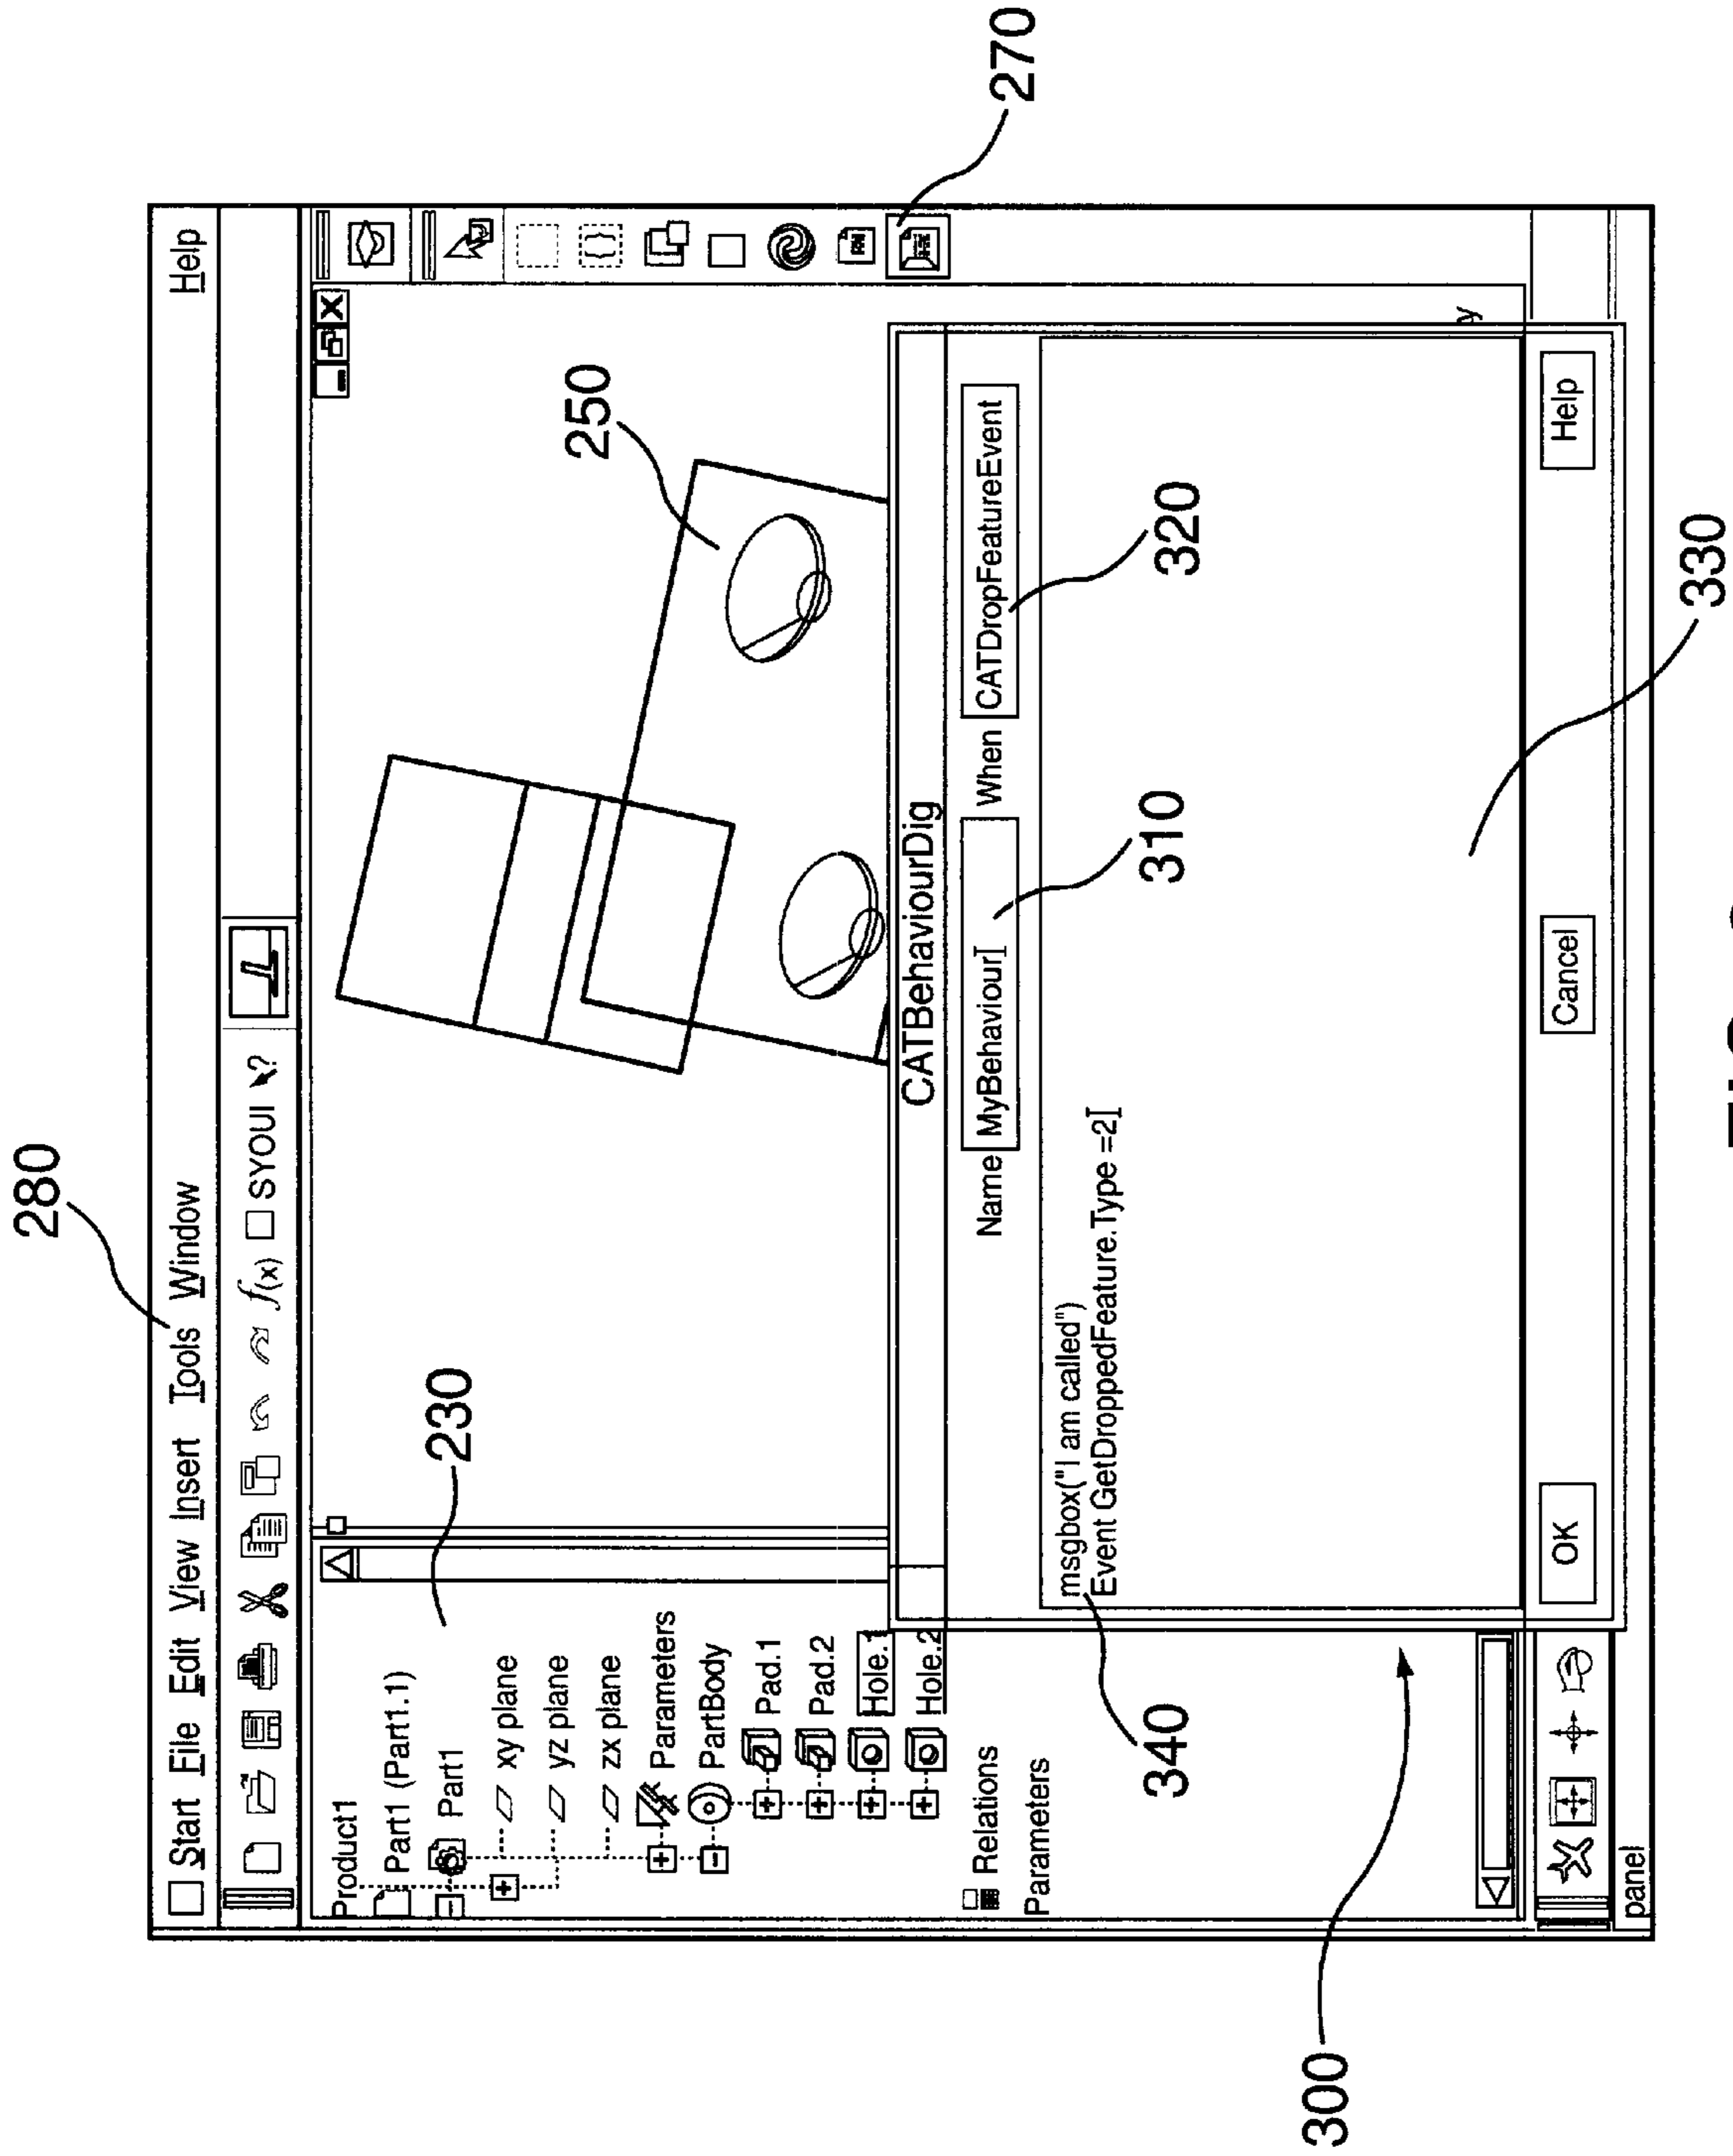 280
Start File Edit View Insert Tools Window Help
f(x) SYOUI ?
230
Product1
Part1 (Part1.1)
Part1
xy plane
yz plane
zx plane
Parameters
PartBody
Pad.1
Pad.2
Hole.1
Hole.2
Relations
Parameters
250
270
CATBehaviourDig
Name MyBehaviour When CATDropFeatureEvent
310
320
msgbox("I am called")
Event GetDroppedFeature.Type =2
340
330
300
y
OK Cancel Help
panel